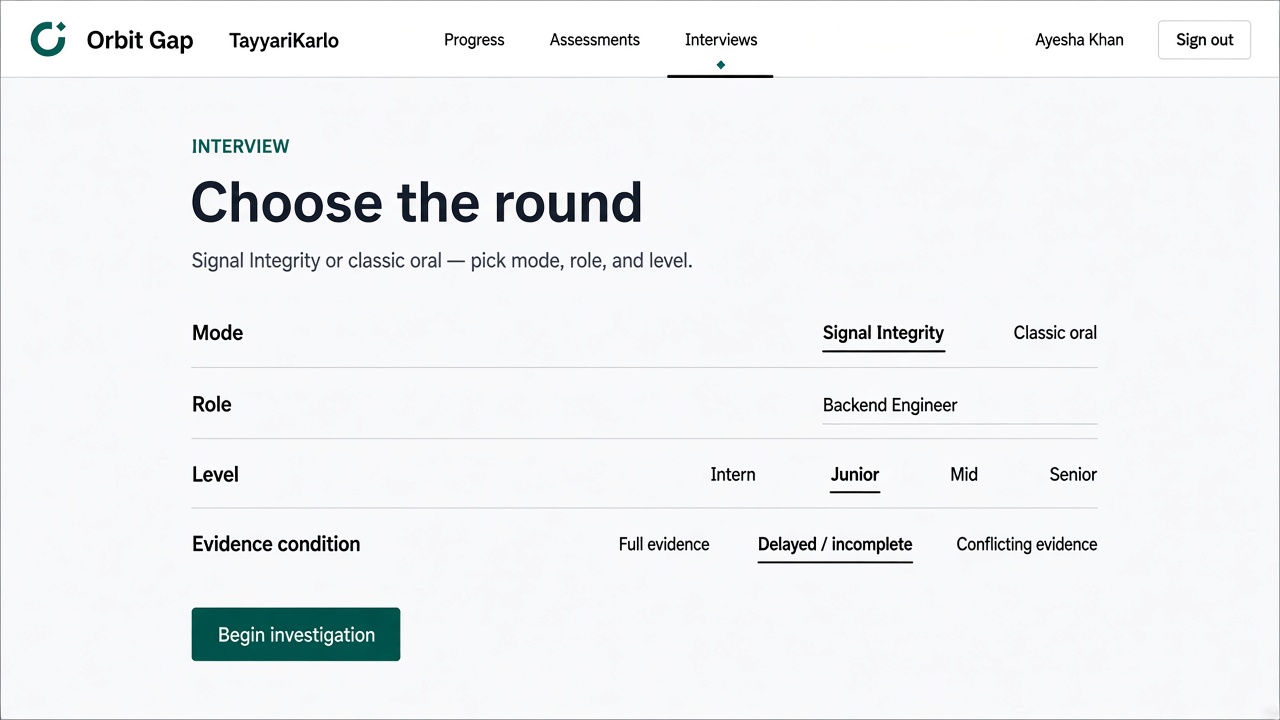 Orbit Gap TayyariKarlo Progress Assessments Interviews Ayesha Khan Sign out
INTERVIEW
Choose the round
Signal Integrity or classic oral — pick mode, role, and level.
Mode Signal Integrity Classic oral
Role Backend Engineer
Level Intern Junior Mid Senior
Evidence condition Full evidence Delayed / incomplete Conflicting evidence
Begin investigation